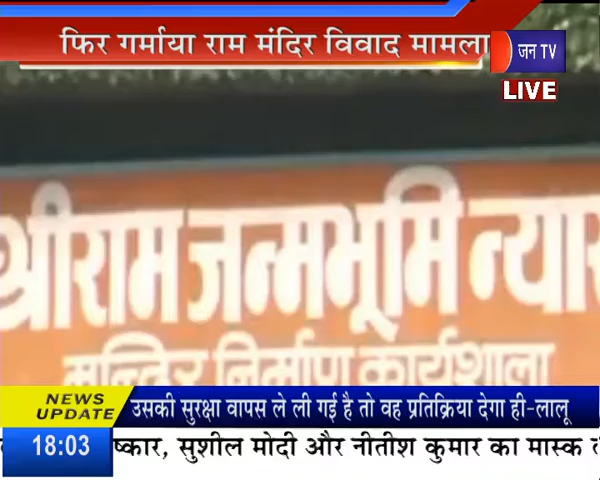 फिर गर्माया राम मंदिर विवाद मामला
जन TV
LIVE
श्रीराम जन्मभूमि न्यास
मन्दिर निर्माण कार्यशाला
NEWS UPDATE
उसकी सुरक्षा वापस ले ली गई है तो वह प्रतिक्रिया देगा ही-लालू
18:03
ष्कार, सुशील मोदी और नीतीश कुमार का मास्क